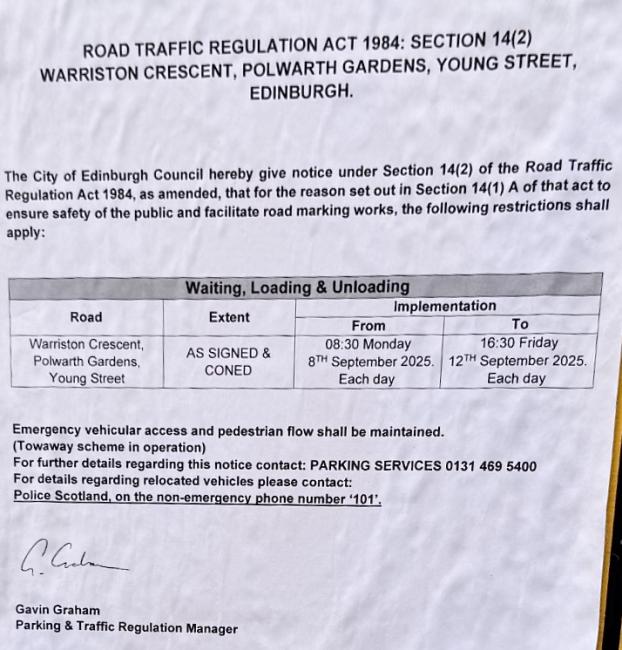 ROAD TRAFFIC REGULATION ACT 1984: SECTION 14(2)
WARRISTON CRESCENT, POLWARTH GARDENS, YOUNG STREET,
EDINBURGH.
The City of Edinburgh Council hereby give notice under Section 14(2) of the Road Traffic
Regulation Act 1984, as amended, that for the reason set out in Section 14(1) A of that act to
ensure safety of the public and facilitate road marking works, the following restrictions shall
apply:
Waiting, Loading & Unloading
Road
Extent
Implementation
From
To
Warriston Crescent,
Polwarth Gardens,
Young Street
AS SIGNED &
CONED
08:30 Monday
8TH September 2025.
Each day
16:30 Friday
12TH September 2025.
Each day
Emergency vehicular access and pedestrian flow shall be maintained.
(Towaway scheme in operation)
For further details regarding this notice contact: PARKING SERVICES 0131 469 5400
For details regarding relocated vehicles please contact:
Police Scotland, on the non-emergency phone number ‘101’.
G. Graham
Gavin Graham
Parking & Traffic Regulation Manager